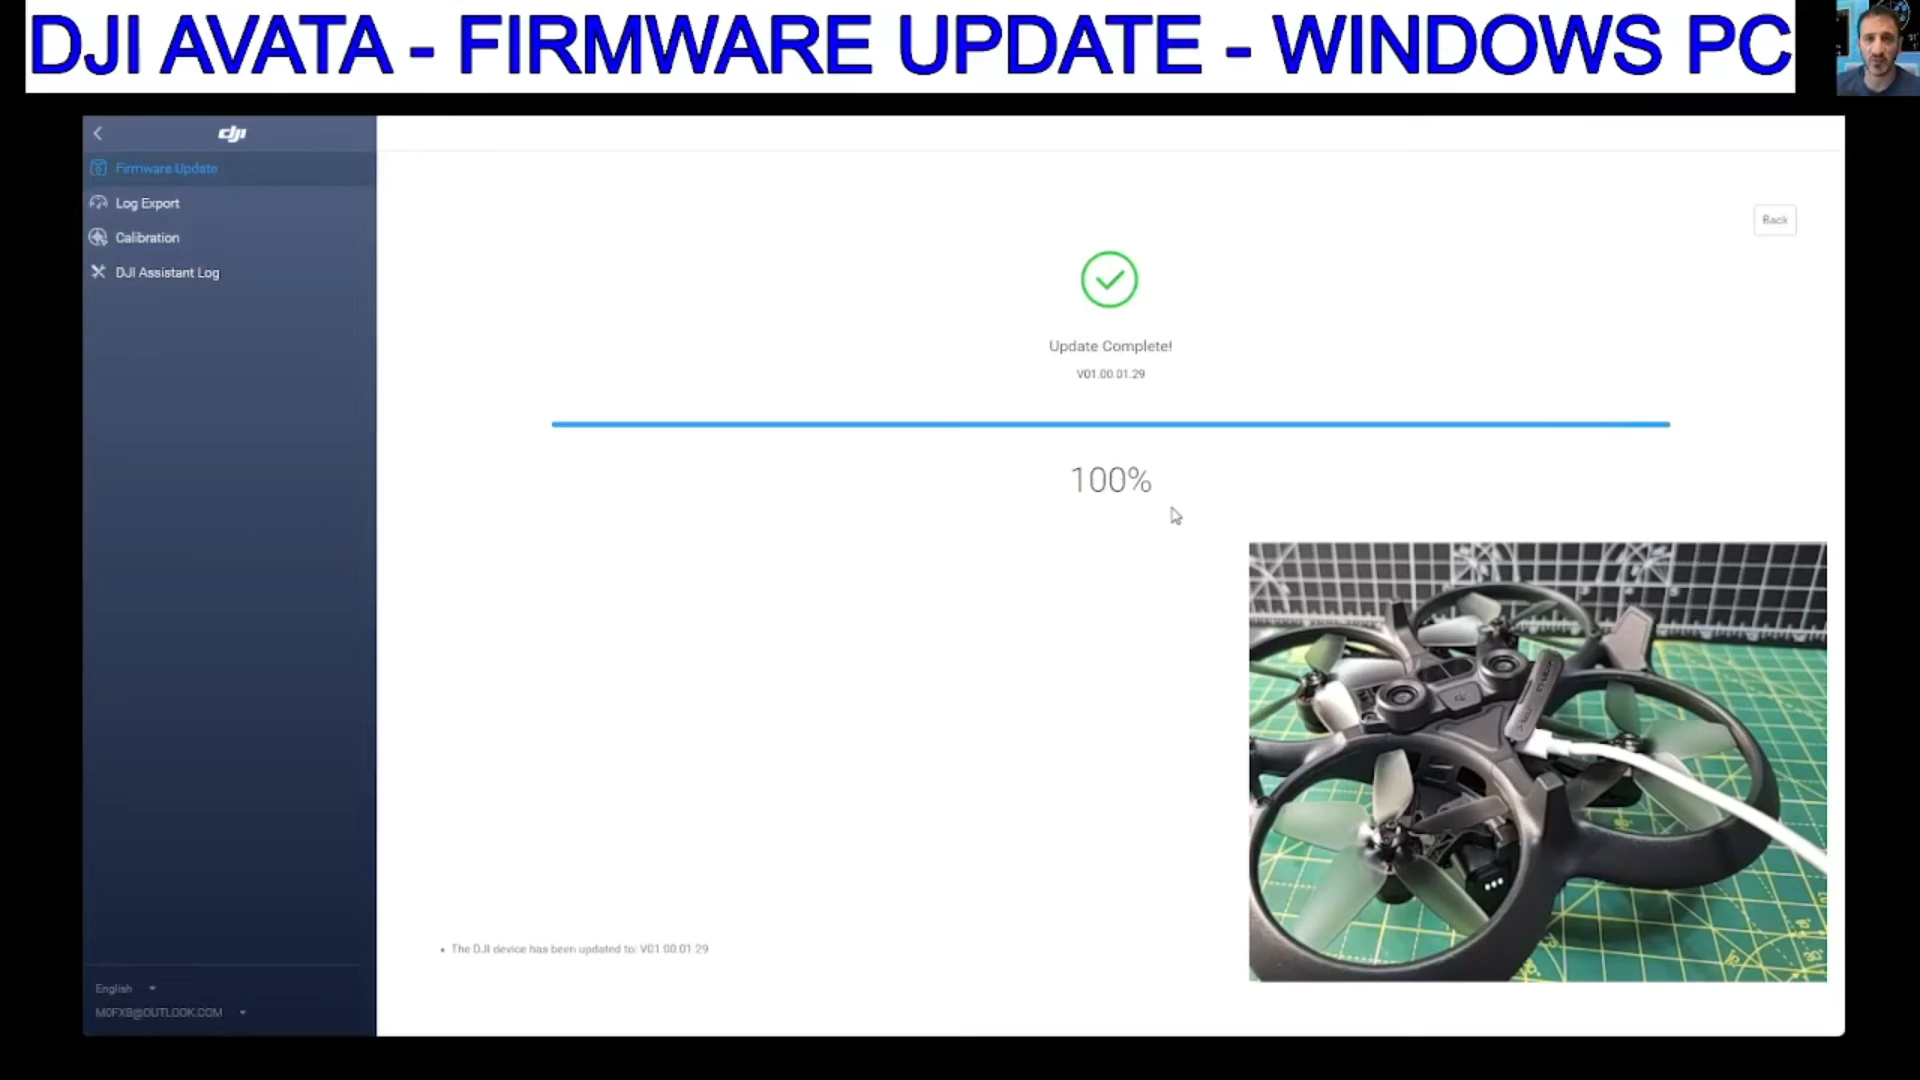 DJI AVATA - FIRMWARE UPDATE - WINDOWS PC
dji
Firmware Update
Log Export
Calibration
DJI Assistant Log
Back
Update Complete!
V01.00.01.29
100%
The DJI device has been updated to: V01.00.01.29
English
M0FXB@OUTLOOK.COM